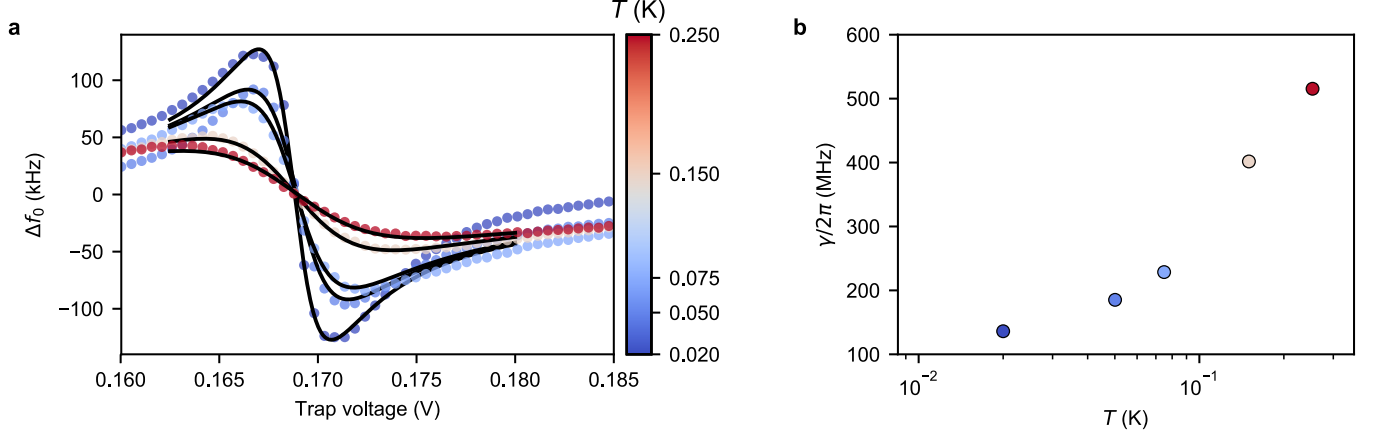 a
T (K)
Δf₀ (kHz)
100
50
0
−50
−100
0.160 0.165 0.170 0.175 0.180 0.185
Trap voltage (V)
0.250
0.150
0.075
0.050
0.020
b
γ/2π (MHz)
600
500
400
300
200
100
10⁻² 10⁻¹
T (K)